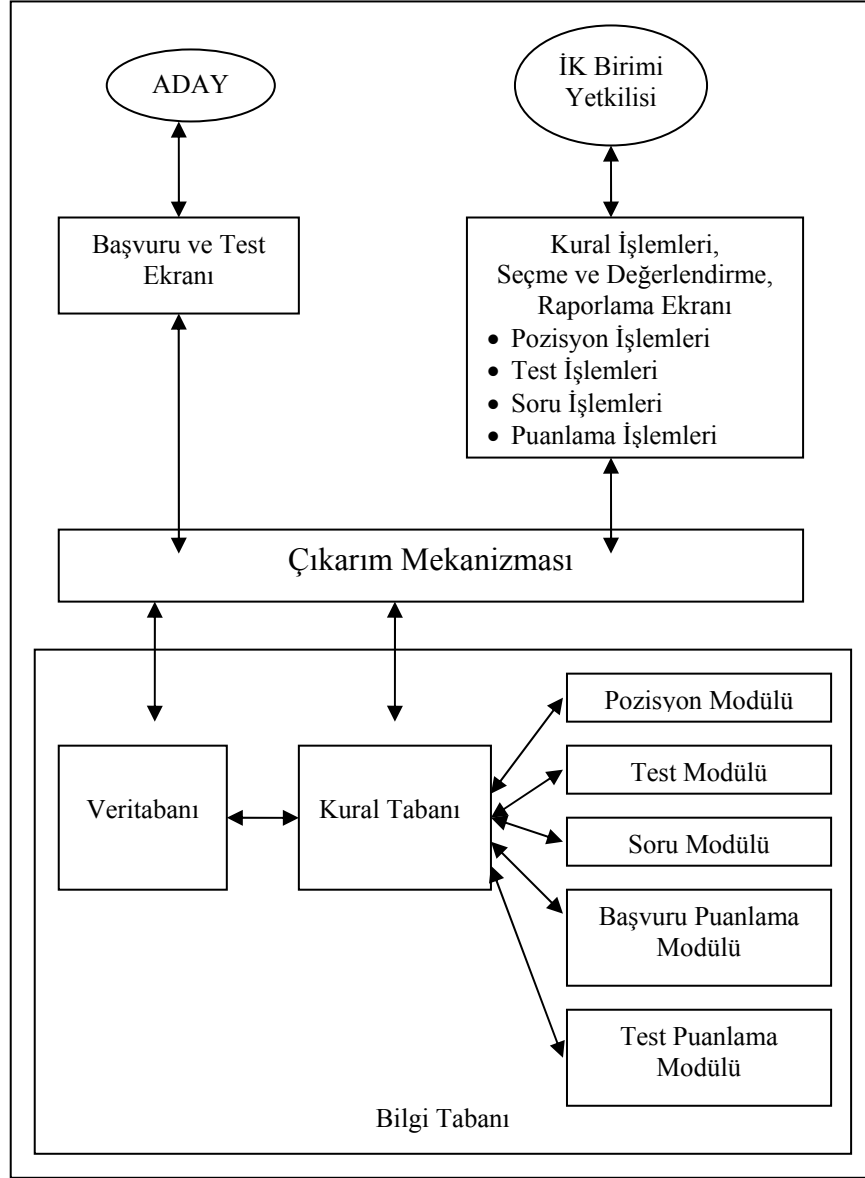 ADAY
İK Birimi
Yetkilisi
Başvuru ve Test
Ekranı
Kural İşlemleri,
Seçme ve Değerlendirme,
Raporlama Ekranı
• Pozisyon İşlemleri
• Test İşlemleri
• Soru İşlemleri
• Puanlama İşlemleri
Çıkarım Mekanizması
Veritabanı
Kural Tabanı
Pozisyon Modülü
Test Modülü
Soru Modülü
Başvuru Puanlama
Modülü
Test Puanlama
Modülü
Bilgi Tabanı